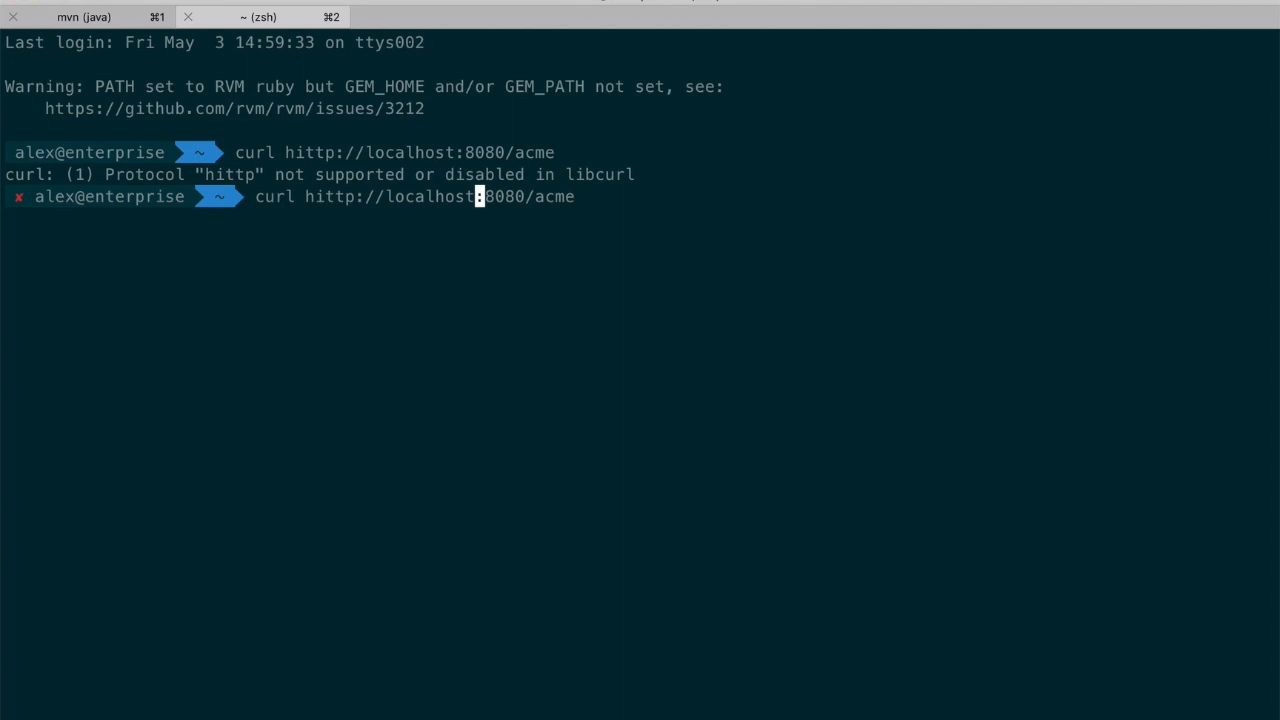 mvn (java) ⌘1 ~ (zsh) ⌘2
Last login: Fri May  3 14:59:33 on ttys002
Warning: PATH set to RVM ruby but GEM_HOME and/or GEM_PATH not set, see:
https://github.com/rvm/rvm/issues/3212
alex@enterprise ~ curl hittp://localhost:8080/acme
curl: (1) Protocol "hittp" not supported or disabled in libcurl
✘ alex@enterprise ~ curl hittp://localhost:8080/acme